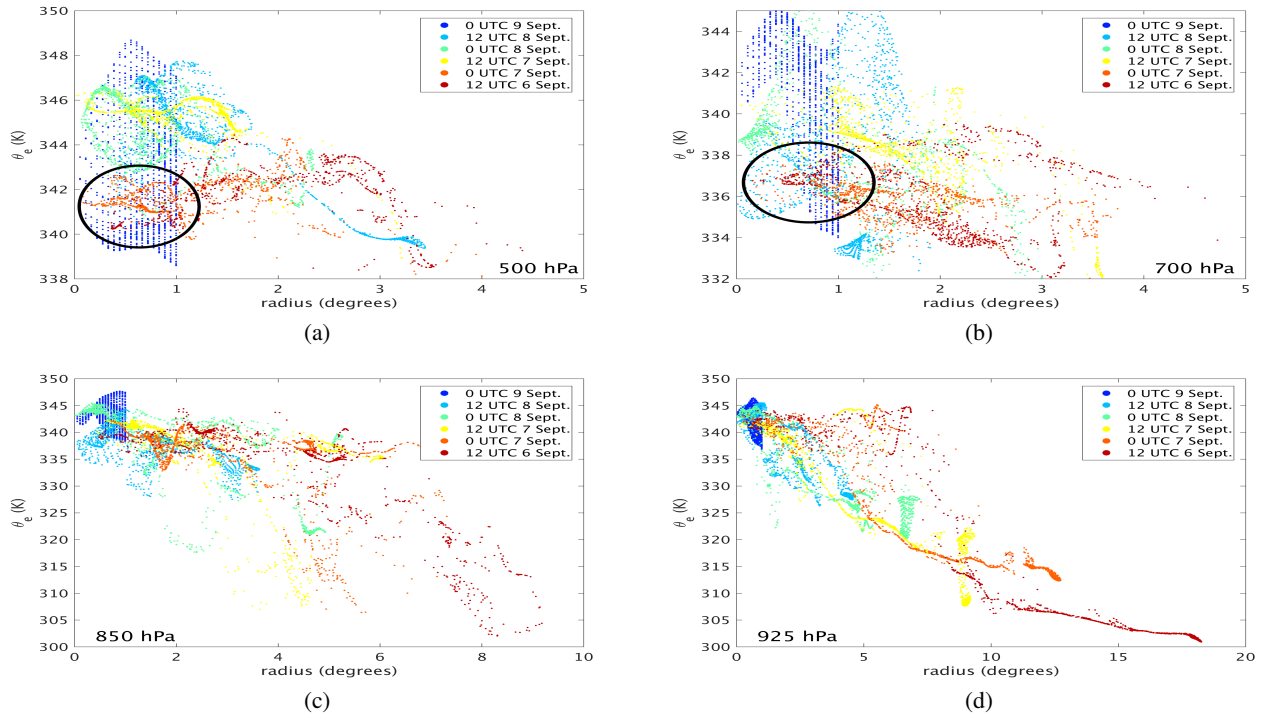 350
348
346
344
342
340
338
θe (K)
0 UTC 9 Sept.
12 UTC 8 Sept.
0 UTC 8 Sept.
12 UTC 7 Sept.
0 UTC 7 Sept.
12 UTC 6 Sept.
500 hPa
0 1 2 3 4 5
radius (degrees)
(a)
344
342
340
338
336
334
332
θe (K)
0 UTC 9 Sept.
12 UTC 8 Sept.
0 UTC 8 Sept.
12 UTC 7 Sept.
0 UTC 7 Sept.
12 UTC 6 Sept.
700 hPa
0 1 2 3 4 5
radius (degrees)
(b)
350
345
340
335
330
325
320
315
310
305
300
θe (K)
0 UTC 9 Sept.
12 UTC 8 Sept.
0 UTC 8 Sept.
12 UTC 7 Sept.
0 UTC 7 Sept.
12 UTC 6 Sept.
850 hPa
0 2 4 6 8 10
radius (degrees)
(c)
350
345
340
335
330
325
320
315
310
305
300
θe (K)
0 UTC 9 Sept.
12 UTC 8 Sept.
0 UTC 8 Sept.
12 UTC 7 Sept.
0 UTC 7 Sept.
12 UTC 6 Sept.
925 hPa
0 5 10 15 20
radius (degrees)
(d)